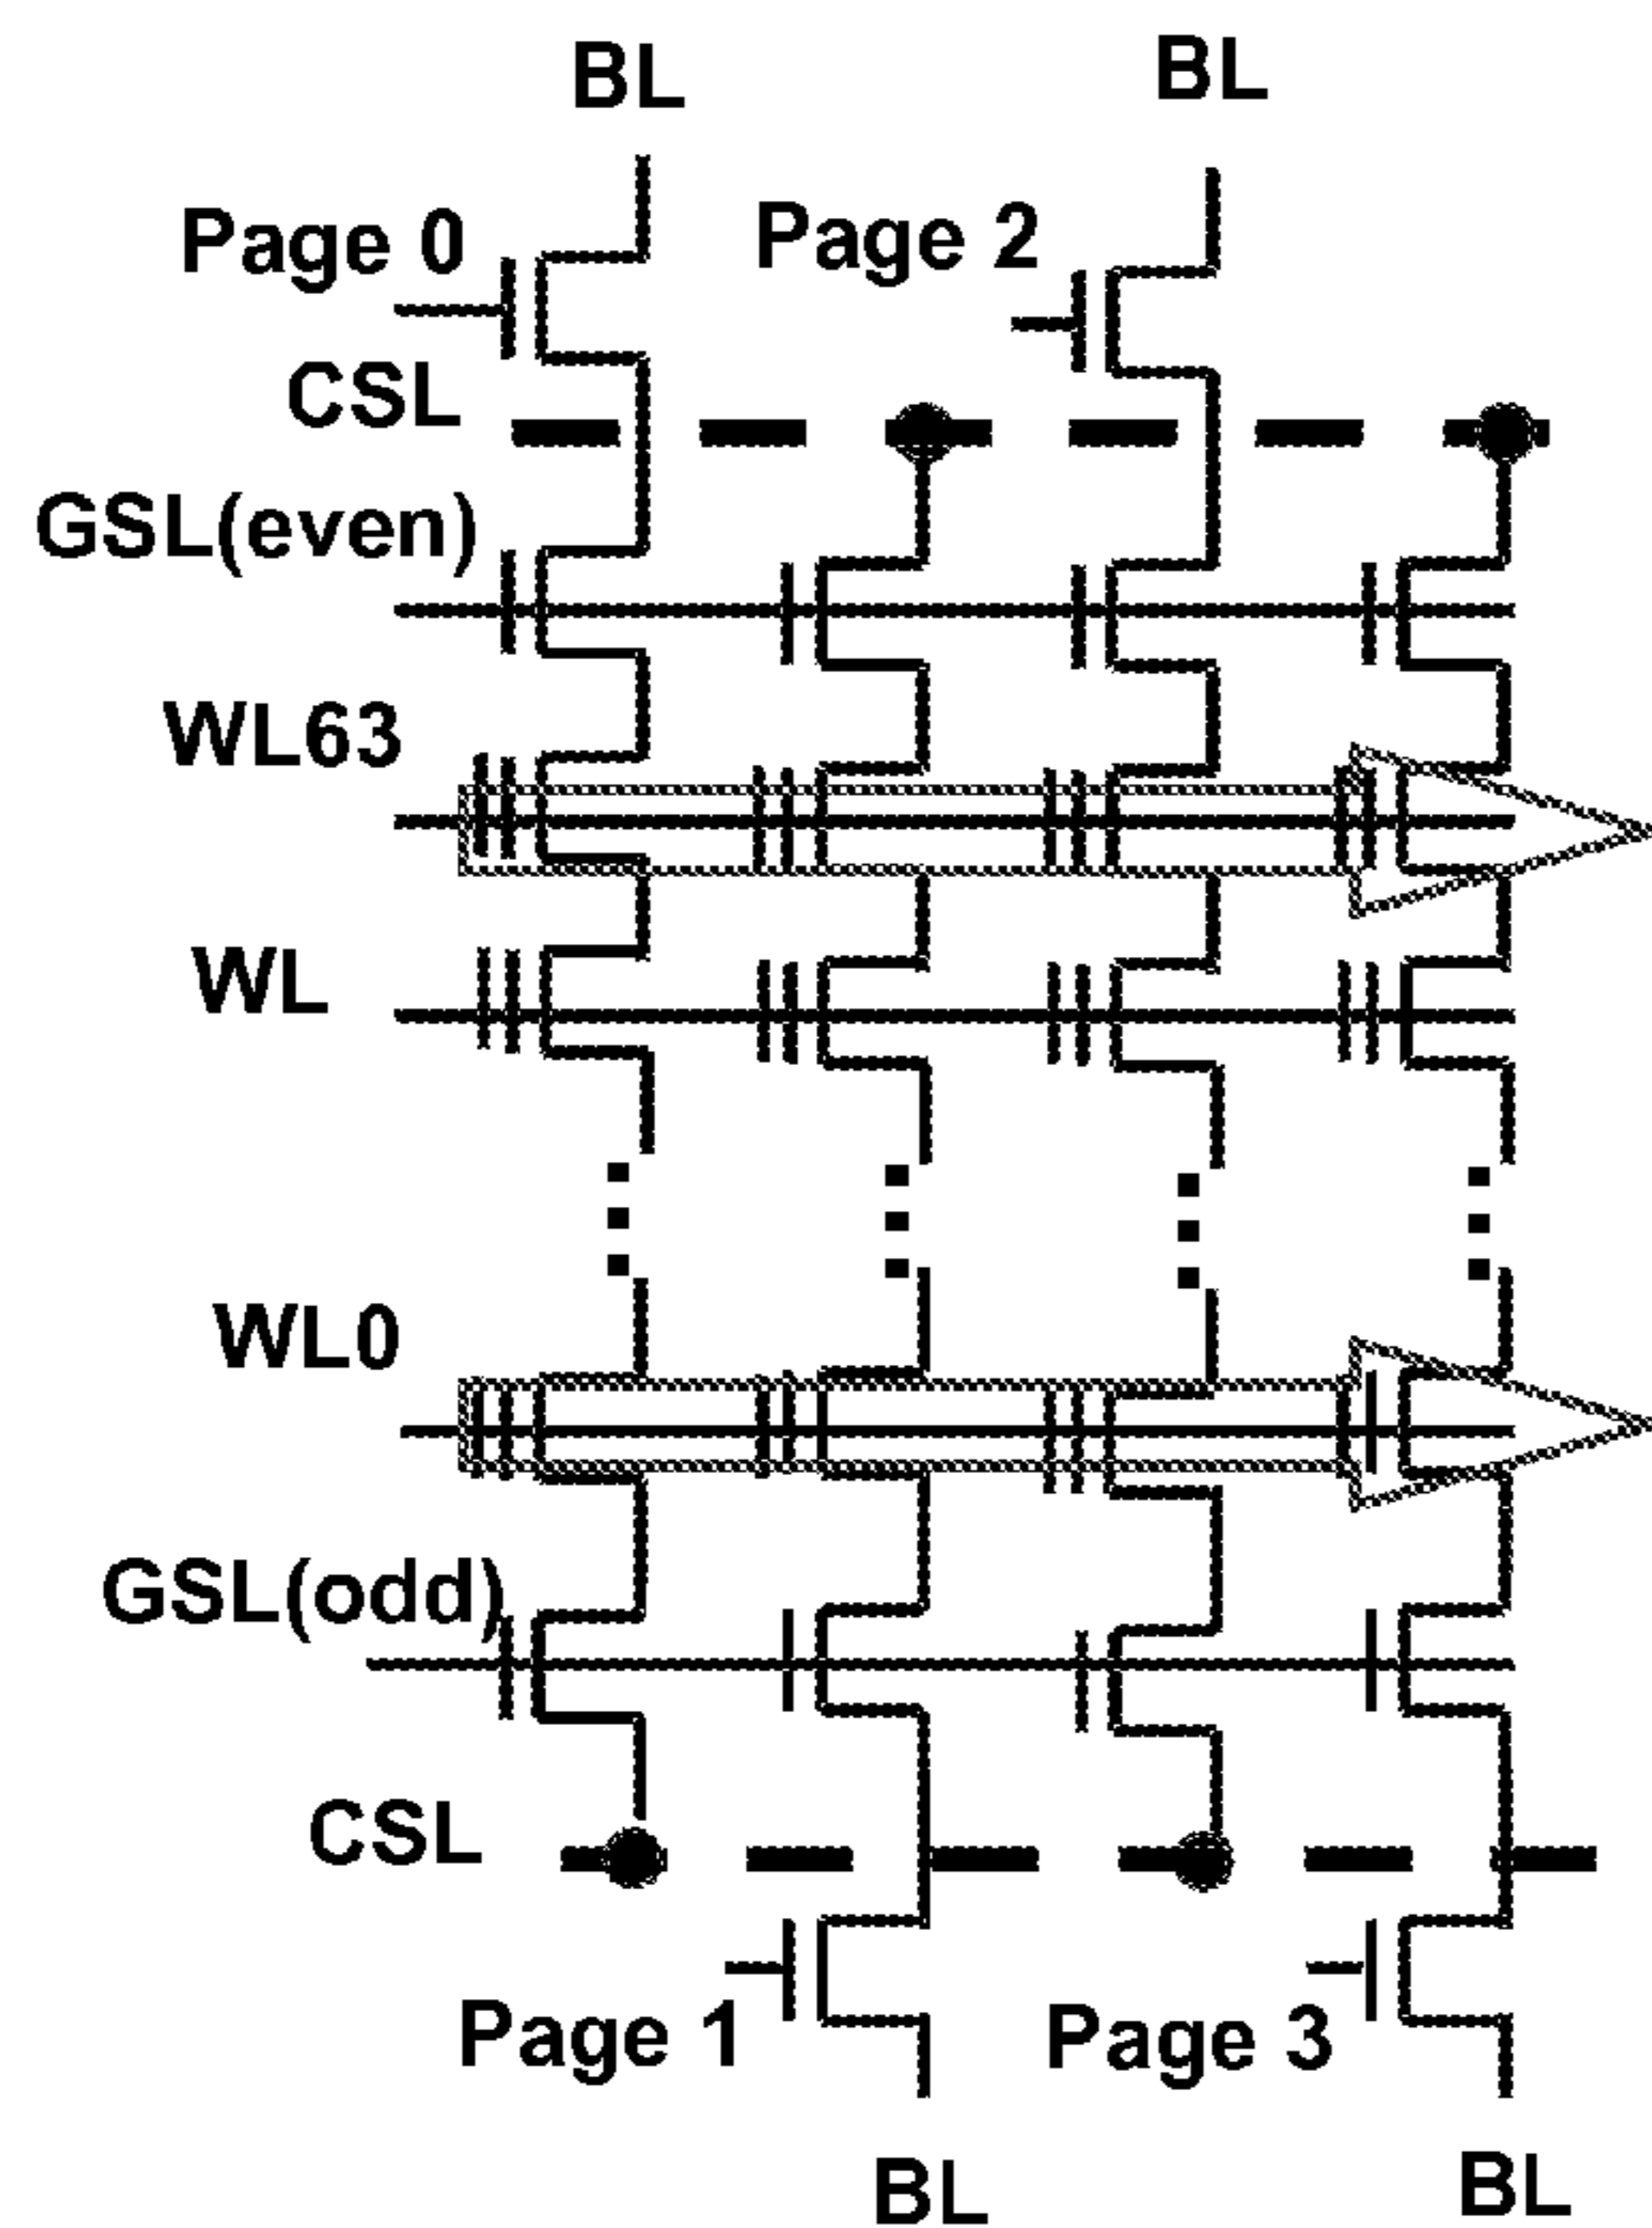 BL BL
Page 0 Page 2
CSL
GSL(even)
WL63
WL
WL0
GSL(odd)
CSL
Page 1 Page 3
BL BL